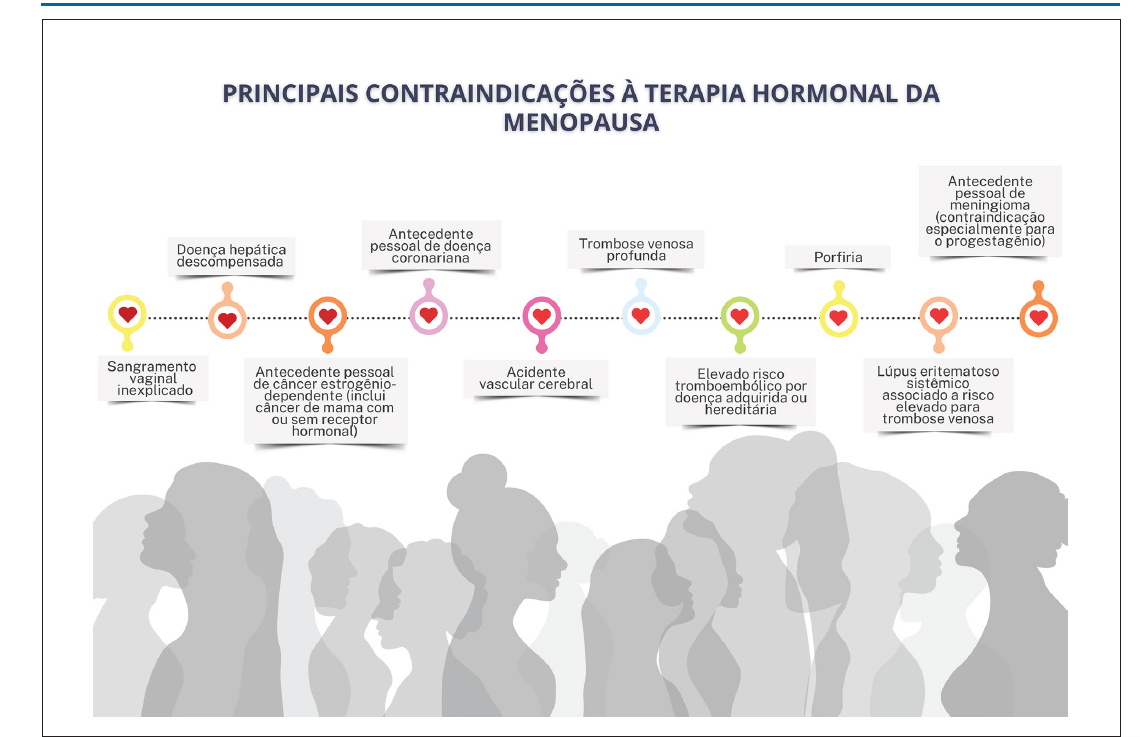 PRINCIPAIS CONTRAINDICAÇÕES À TERAPIA HORMONAL DA
MENOPAUSA
Sangramento
vaginal
inexplicado
Doença hepática
descompensada
Antecedente pessoal
de câncer estrogênio-
dependente (inclui
câncer de mama com
ou sem receptor
hormonal)
Antecedente
pessoal de doença
coronariana
Acidente
vascular cerebral
Trombose venosa
profunda
Elevado risco
tromboembólico por
doença adquirida ou
hereditária
Porfiria
Lúpus eritematoso
sistêmico
associado a risco
elevado para
trombose venosa
Antecedente
pessoal de
meningioma
(contraindicação
especialmente para
o progestagênio)